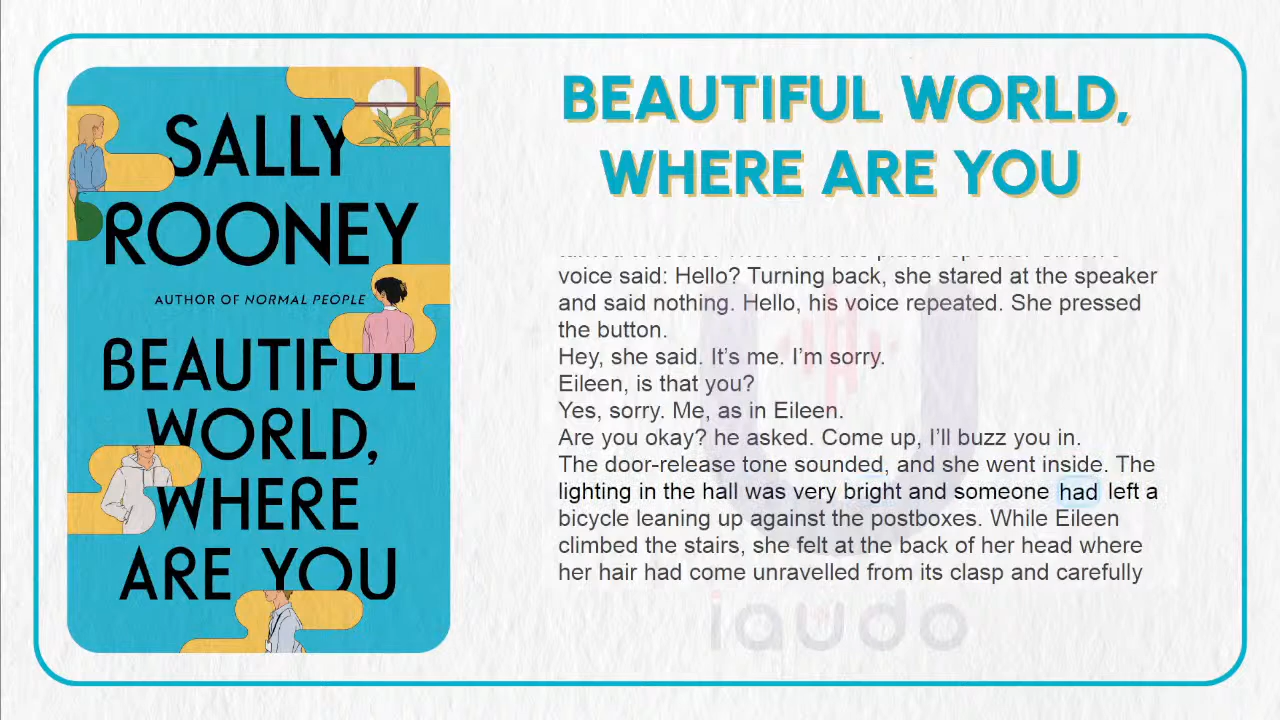 SALLY
ROONEY
AUTHOR OF NORMAL PEOPLE
BEAUTIFUL
WORLD,
WHERE
ARE YOU
BEAUTIFUL WORLD,
WHERE ARE YOU
voice said: Hello? Turning back, she stared at the speaker
and said nothing. Hello, his voice repeated. She pressed
the button.
Hey, she said. It’s me. I’m sorry.
Eileen, is that you?
Yes, sorry. Me, as in Eileen.
Are you okay? he asked. Come up, I’ll buzz you in.
The door-release tone sounded, and she went inside. The
lighting in the hall was very bright and someone had left a
bicycle leaning up against the postboxes. While Eileen
climbed the stairs, she felt at the back of her head where
her hair had come unravelled from its clasp and carefully
iaudo